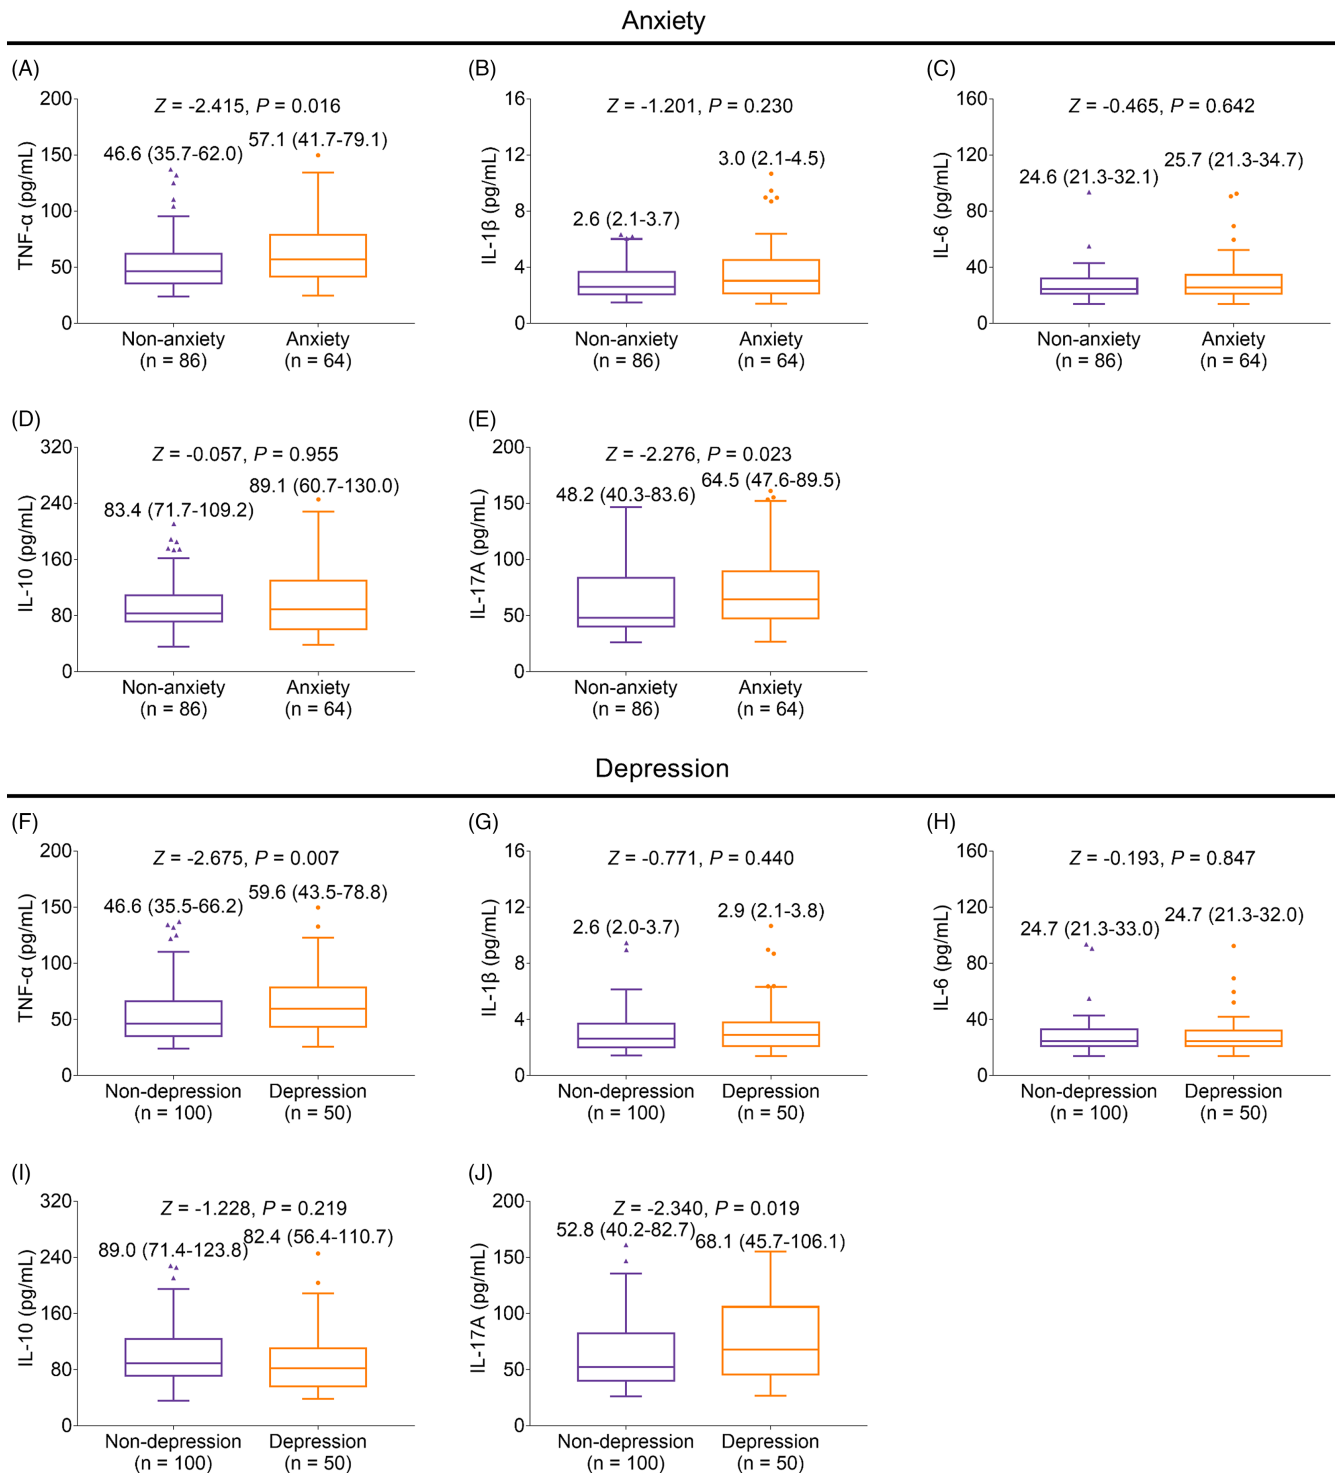 Anxiety
(A)
Z = -2.415, P = 0.016
46.6 (35.7-62.0)
57.1 (41.7-79.1)
TNF-α (pg/mL)
200
150
100
50
0
Non-anxiety
(n = 86)
Anxiety
(n = 64)
(B)
Z = -1.201, P = 0.230
2.6 (2.1-3.7)
3.0 (2.1-4.5)
IL-1β (pg/mL)
16
12
8
4
0
Non-anxiety
(n = 86)
Anxiety
(n = 64)
(C)
Z = -0.465, P = 0.642
24.6 (21.3-32.1)
25.7 (21.3-34.7)
IL-6 (pg/mL)
160
120
80
40
0
Non-anxiety
(n = 86)
Anxiety
(n = 64)
(D)
Z = -0.057, P = 0.955
83.4 (71.7-109.2)
89.1 (60.7-130.0)
IL-10 (pg/mL)
320
240
160
80
0
Non-anxiety
(n = 86)
Anxiety
(n = 64)
(E)
Z = -2.276, P = 0.023
48.2 (40.3-83.6)
64.5 (47.6-89.5)
IL-17A (pg/mL)
200
150
100
50
0
Non-anxiety
(n = 86)
Anxiety
(n = 64)
Depression
(F)
Z = -2.675, P = 0.007
46.6 (35.5-66.2)
59.6 (43.5-78.8)
TNF-α (pg/mL)
200
150
100
50
0
Non-depression
(n = 100)
Depression
(n = 50)
(G)
Z = -0.771, P = 0.440
2.6 (2.0-3.7)
2.9 (2.1-3.8)
IL-1β (pg/mL)
16
12
8
4
0
Non-depression
(n = 100)
Depression
(n = 50)
(H)
Z = -0.193, P = 0.847
24.7 (21.3-33.0)
24.7 (21.3-32.0)
IL-6 (pg/mL)
160
120
80
40
0
Non-depression
(n = 100)
Depression
(n = 50)
(I)
Z = -1.228, P = 0.219
89.0 (71.4-123.8)
82.4 (56.4-110.7)
IL-10 (pg/mL)
320
240
160
80
0
Non-depression
(n = 100)
Depression
(n = 50)
(J)
Z = -2.340, P = 0.019
52.8 (40.2-82.7)
68.1 (45.7-106.1)
IL-17A (pg/mL)
200
150
100
50
0
Non-depression
(n = 100)
Depression
(n = 50)